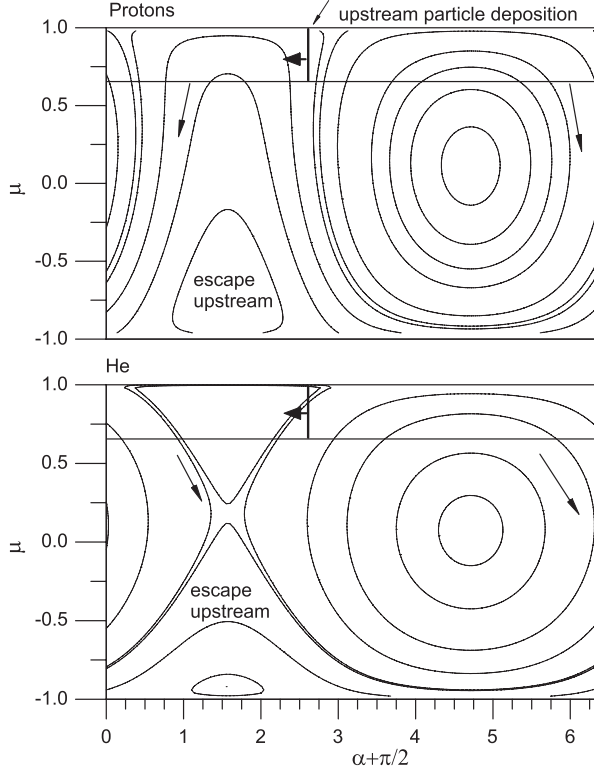 Protons
upstream particle deposition
1.0
0.5
0.0
-0.5
-1.0
μ
escape
upstream
He
1.0
0.5
0.0
-0.5
-1.0
μ
escape
upstream
0 1 2 3 4 5 6
α+π/2